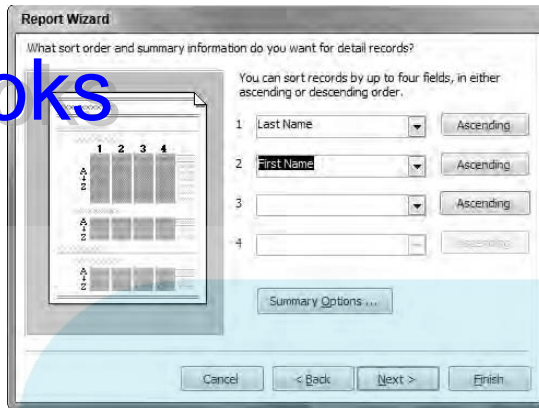 Report Wizard
What sort order and summary information do you want for detail records?
oks
You can sort records by up to four fields, in either
ascending or descending order.
1 Last Name Ascending
2 First Name Ascending
3 Ascending
4 Ascending
1 2 3 4
A
Z
A
Z
A
Z
Summary Options ...
Cancel < Back Next > Finish